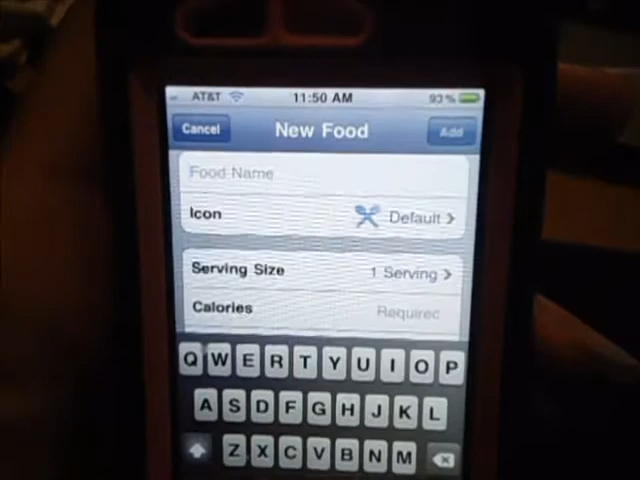 AT&T 11:50 AM 93%
Cancel New Food Add
Food Name
Icon Default
Serving Size 1 Serving
Calories Required
Q W E R T Y U I O P
A S D F G H J K L
Z X C V B N M